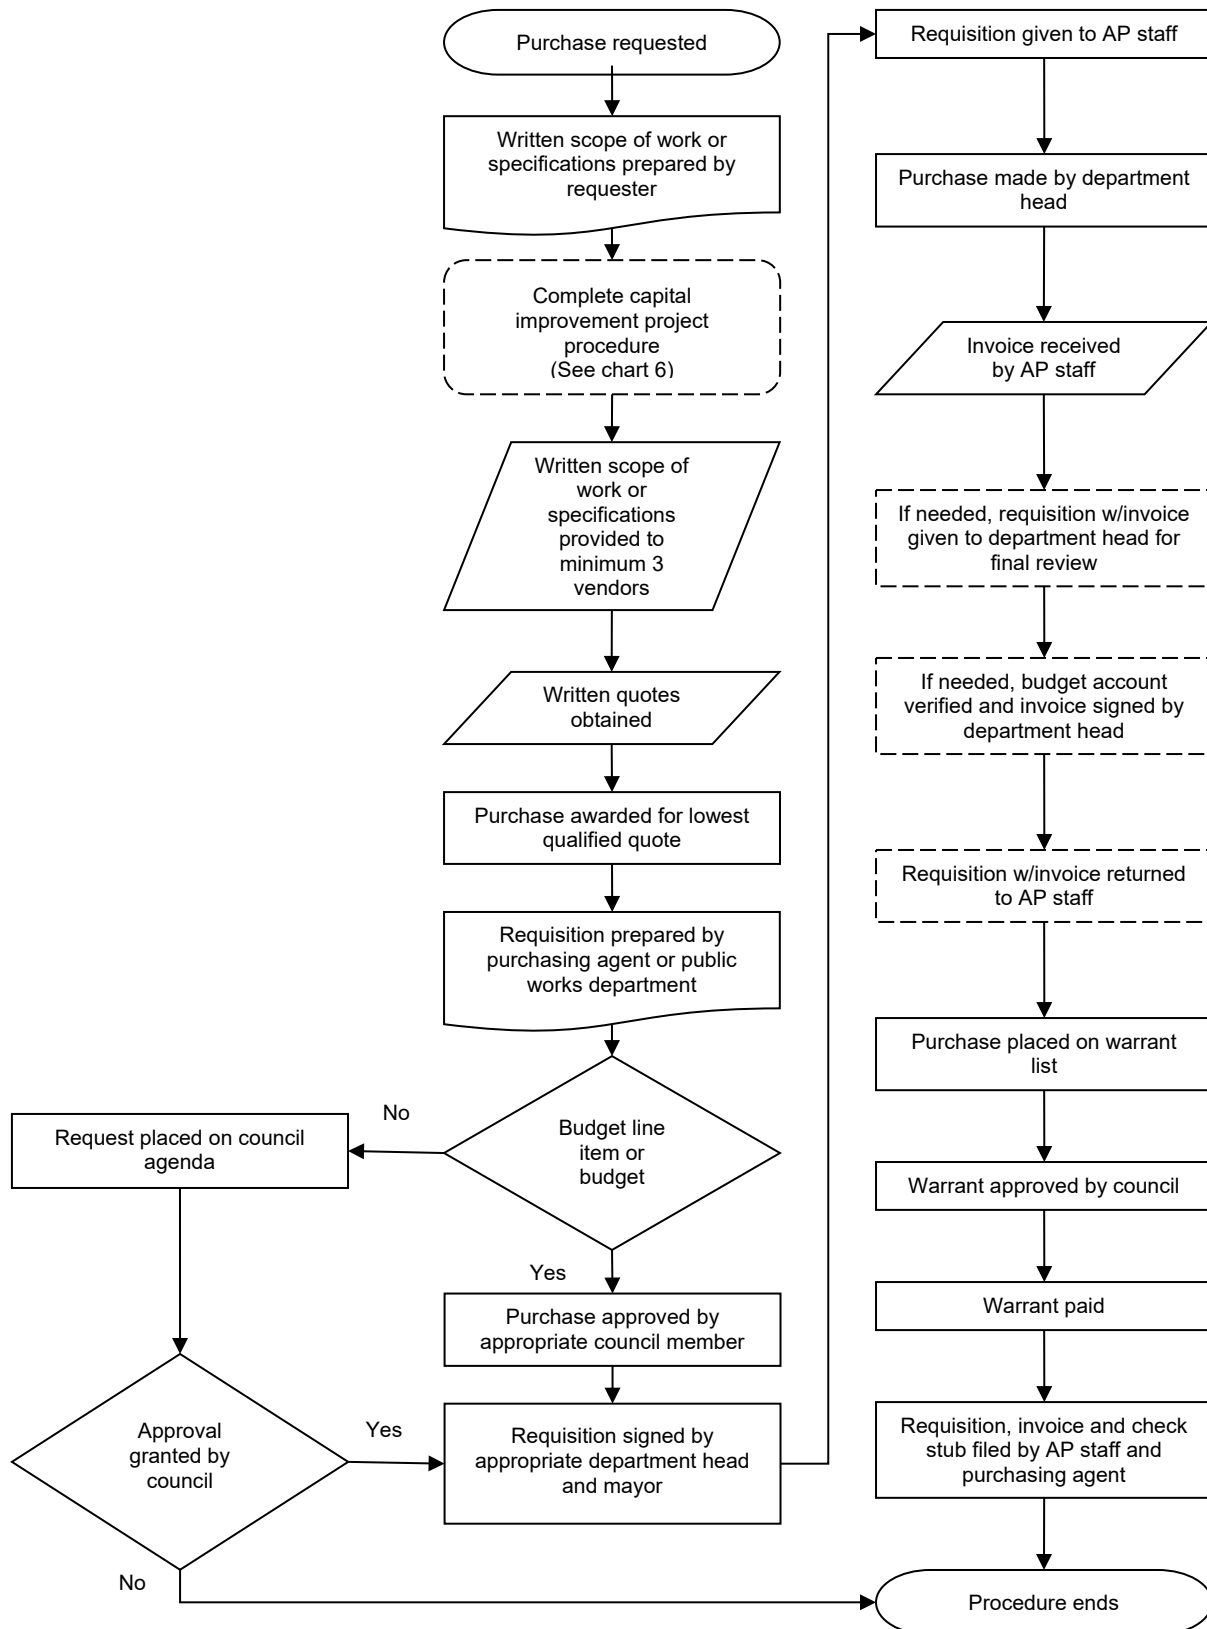 Purchase requested
Written scope of work or
specifications prepared by
requester
Complete capital
improvement project
procedure
(See chart 6)
Written scope of
work or
specifications
provided to
minimum 3
vendors
Written quotes
obtained
Purchase awarded for lowest
qualified quote
Requisition prepared by
purchasing agent or public
works department
Budget line
item or
budget
No
Request placed on council
agenda
Yes
Purchase approved by
appropriate council member
Approval
granted by
council
Yes
Requisition signed by
appropriate department head
and mayor
No
Requisition given to AP staff
Purchase made by department
head
Invoice received
by AP staff
If needed, requisition w/invoice
given to department head for
final review
If needed, budget account
verified and invoice signed by
department head
Requisition w/invoice returned
to AP staff
Purchase placed on warrant
list
Warrant approved by council
Warrant paid
Requisition, invoice and check
stub filed by AP staff and
purchasing agent
Procedure ends